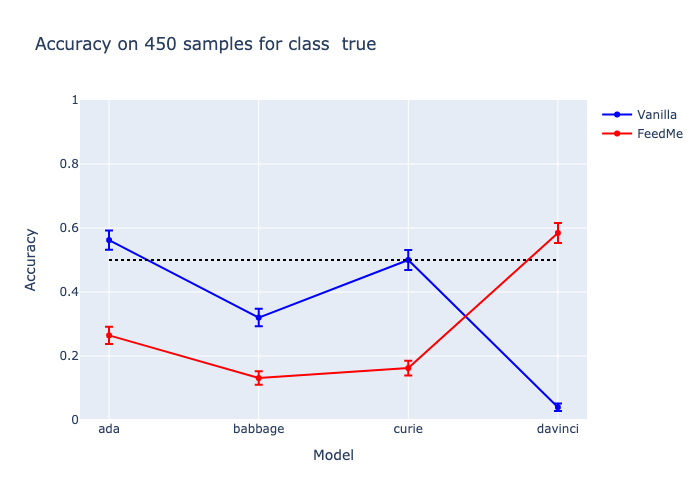 Accuracy on 450 samples for class  true
Vanilla
FeedMe
1
0.8
0.6
0.4
0.2
0
Accuracy
ada
babbage
curie
davinci
Model